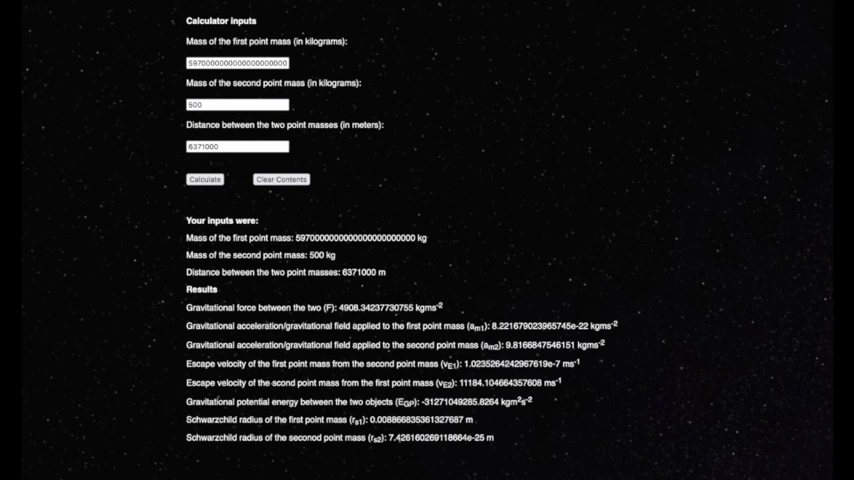 Calculator inputs
Mass of the first point mass (in kilograms):
59700000000000000000000
Mass of the second point mass (in kilograms):
500
Distance between the two point masses (in meters):
6371000
Calculate Clear Contents
Your inputs were:
Mass of the first point mass: 5970000000000000000000000 kg
Mass of the second point mass: 500 kg
Distance between the two point masses: 6371000 m
Results
Gravitational force between the two (F): 4908.34237730755 kgms-2
Gravitational acceleration/gravitational field applied to the first point mass (am1): 8.221679023965745e-22 kgms-2
Gravitational acceleration/gravitational field applied to the second point mass (am2): 9.8166847546151 kgms-2
Escape velocity of the first point mass from the second point mass (vE1): 1.0235264242967619e-7 ms-1
Escape velocity of the scond point mass from the first point mass (vE2): 11184.104664357608 ms-1
Gravitational potential energy between the two objects (EGP): -31271049285.8264 kgm2s-2
Schwarzchild radius of the first point mass (rs1): 0.008866835361327687 m
Schwarzchild radius of the seconod point mass (rs2): 7.426160269118664e-25 m